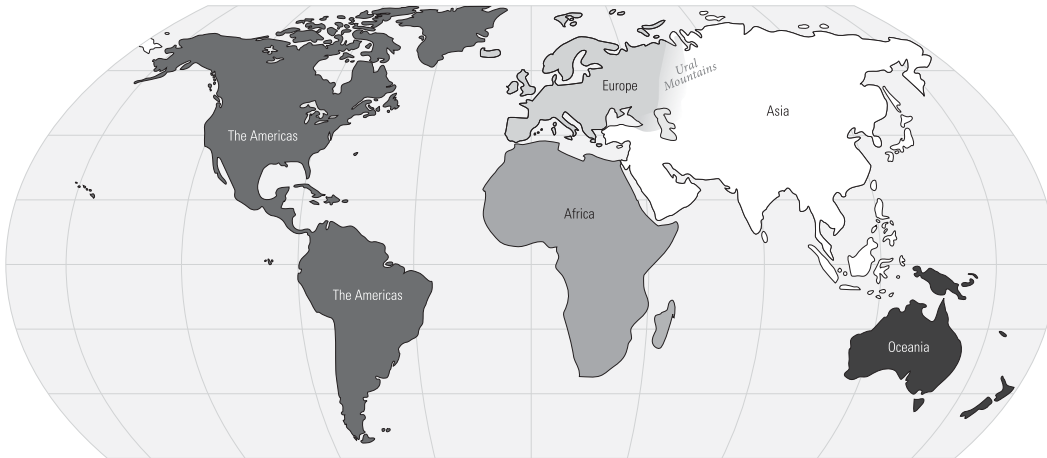 Ural
Mountains
Europe
Asia
The Americas
Africa
The Americas
Oceania